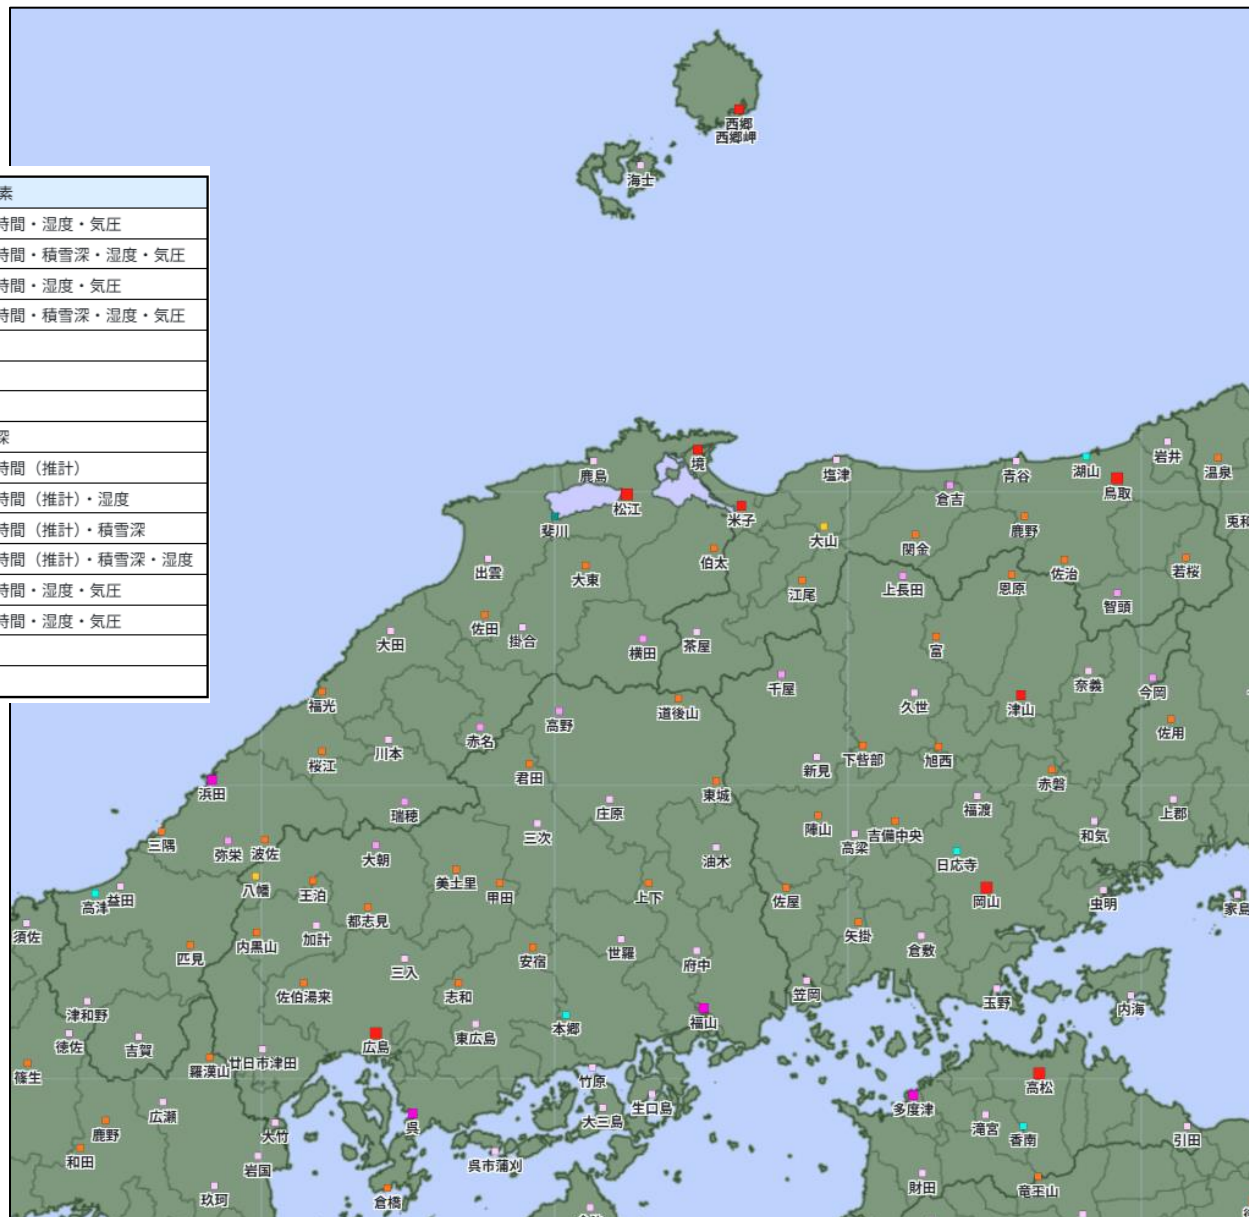 西郷
西郷岬
海士
素
時間・湿度・気圧
時間・積雪深・湿度・気圧
時間・湿度・気圧
時間・積雪深・湿度・気圧
深
時間（推計）
時間（推計）・湿度
時間（推計）・積雪深
時間（推計）・積雪深・湿度
時間・湿度・気圧
時間・湿度・気圧
鹿島
境
塩津
青谷
湖山
岩井
温泉
松江
斐川
米子
倉吉
鳥取
大山
関金
鹿野
兎和
出雲
大東
伯太
江尾
上長田
恩原
佐治
若桜
智頭
大田
佐田
掛合
横田
茶屋
富
千屋
久世
津山
奈義
今岡
福光
高野
道後山
佐用
桜江
川本
赤名
君田
新見
下呰部
旭西
赤磐
浜田
瑞穂
庄原
東城
福渡
上郡
三隅
弥栄
波佐
大朝
三次
油木
陣山
高梁
吉備中央
日応寺
和気
高津
益田
八幡
王泊
美土里
甲田
上下
佐屋
岡山
虫明
家島
須佐
匹見
内黒山
加計
都志見
三入
安宿
世羅
府中
矢掛
倉敷
津和野
佐伯湯来
志和
本郷
福山
笠岡
玉野
内海
徳佐
吉賀
広島
東広島
篠生
羅漢山
廿日市津田
竹原
高松
鹿野
広瀬
大竹
呉
大三島
生口島
多度津
滝宮
香南
引田
和田
岩国
呉市蒲刈
玖珂
倉橋
財田
竜王山